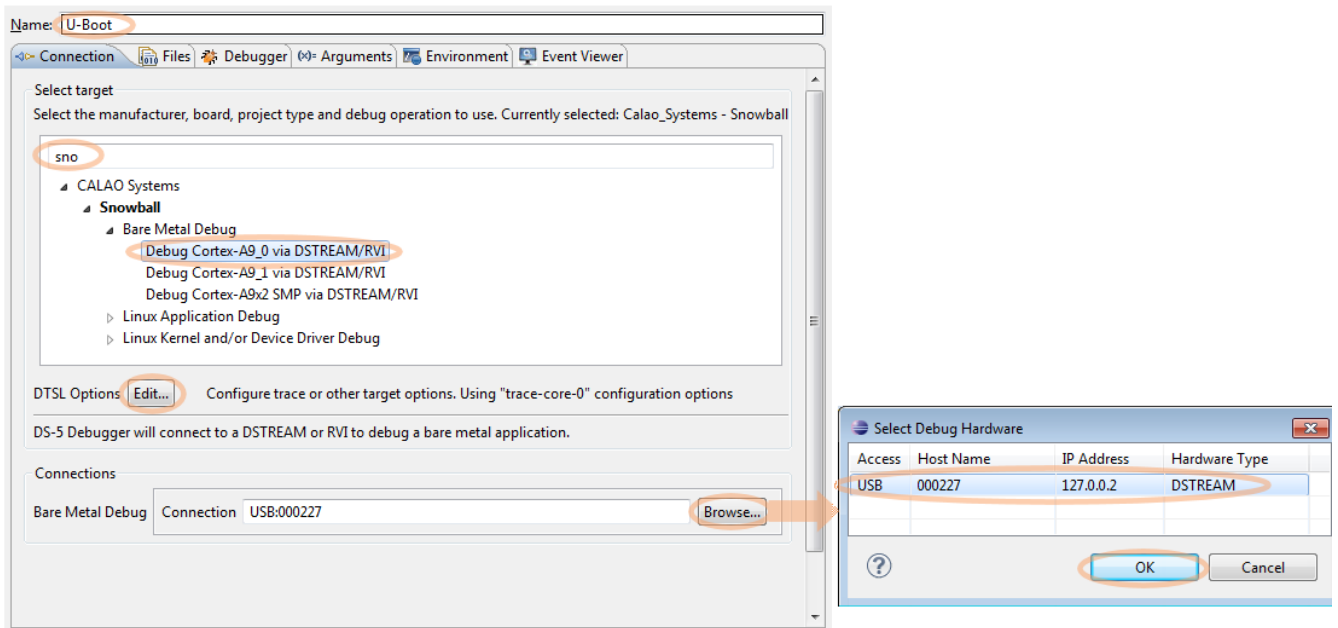 Name: U-Boot
Connection Files Debugger (x)= Arguments Environment Event Viewer
Select target
Select the manufacturer, board, project type and debug operation to use. Currently selected: Calao_Systems - Snowball
sno
CALAO Systems
Snowball
Bare Metal Debug
Debug Cortex-A9_0 via DSTREAM/RVI
Debug Cortex-A9_1 via DSTREAM/RVI
Debug Cortex-A9x2 SMP via DSTREAM/RVI
Linux Application Debug
Linux Kernel and/or Device Driver Debug
DTSL Options Edit... Configure trace or other target options. Using "trace-core-0" configuration options
DS-5 Debugger will connect to a DSTREAM or RVI to debug a bare metal application.
Connections
Bare Metal Debug Connection USB:000227 Browse...
Select Debug Hardware
Access Host Name IP Address Hardware Type
USB 000227 127.0.0.2 DSTREAM
? OK Cancel